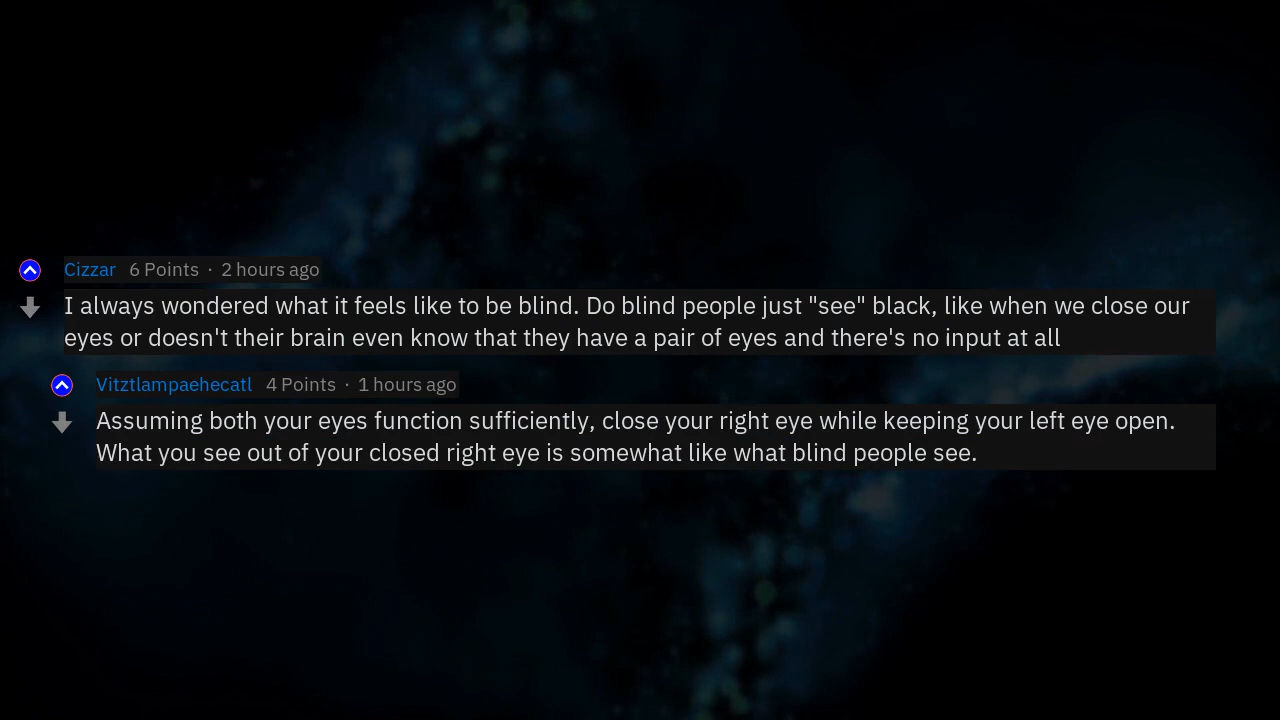 Cizzar 6 Points · 2 hours ago
I always wondered what it feels like to be blind. Do blind people just "see" black, like when we close our
eyes or doesn't their brain even know that they have a pair of eyes and there's no input at all
Vitztlampaehecatl 4 Points · 1 hours ago
Assuming both your eyes function sufficiently, close your right eye while keeping your left eye open.
What you see out of your closed right eye is somewhat like what blind people see.